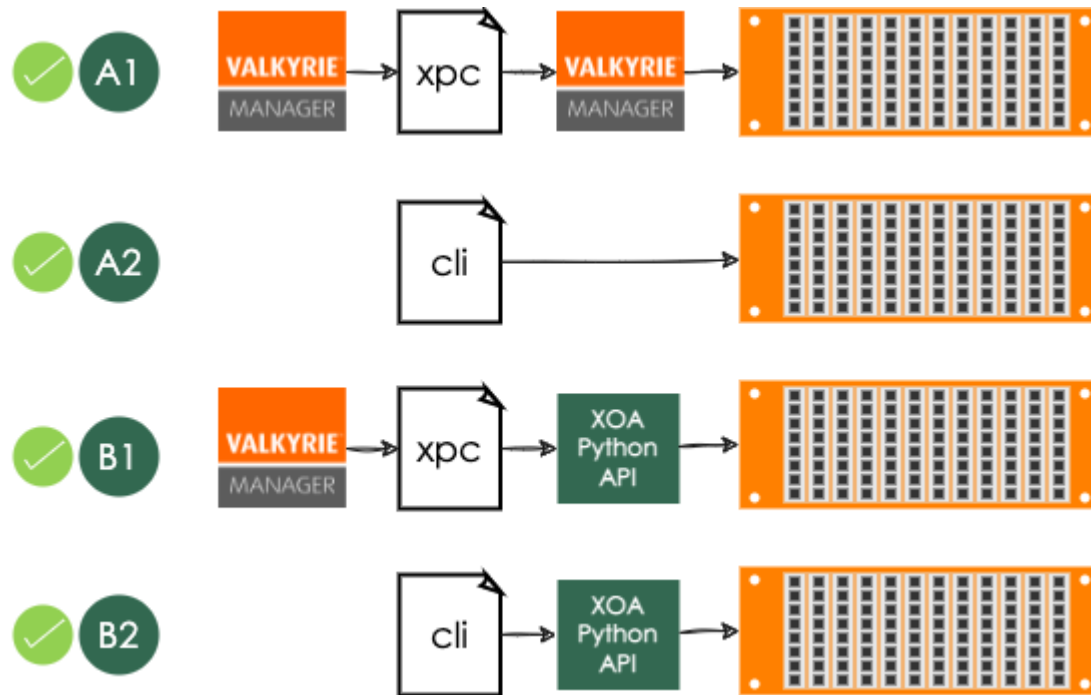 A1
VALKYRIE
MANAGER
xpc
VALKYRIE
MANAGER
A2
cli
B1
VALKYRIE
MANAGER
xpc
XOA
Python
API
B2
cli
XOA
Python
API